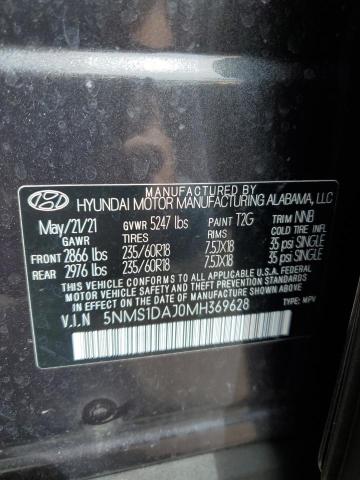 MANUFACTURED BY
HYUNDAI MOTOR MANUFACTURING ALABAMA, LLC
May/21/21 GVWR 5247 lbs PAINT T2G TRIM NNB
GAWR TIRES RIMS COLD TIRE INFL
FRONT 2866 lbs 235/60R18 7.5JX18 35 psi SINGLE
REAR 2976 lbs 235/60R18 7.5JX18 35 psi SINGLE
THIS VEHICLE CONFORMS TO ALL APPLICABLE U.S. FEDERAL
MOTOR VEHICLE SAFETY AND THEFT PREVENTION STANDARDS
IN EFFECT ON THE DATE OF MANUFACTURE SHOWN ABOVE.
V.I.N 5NMS1DAJ0MH369628 TYPE: MPV